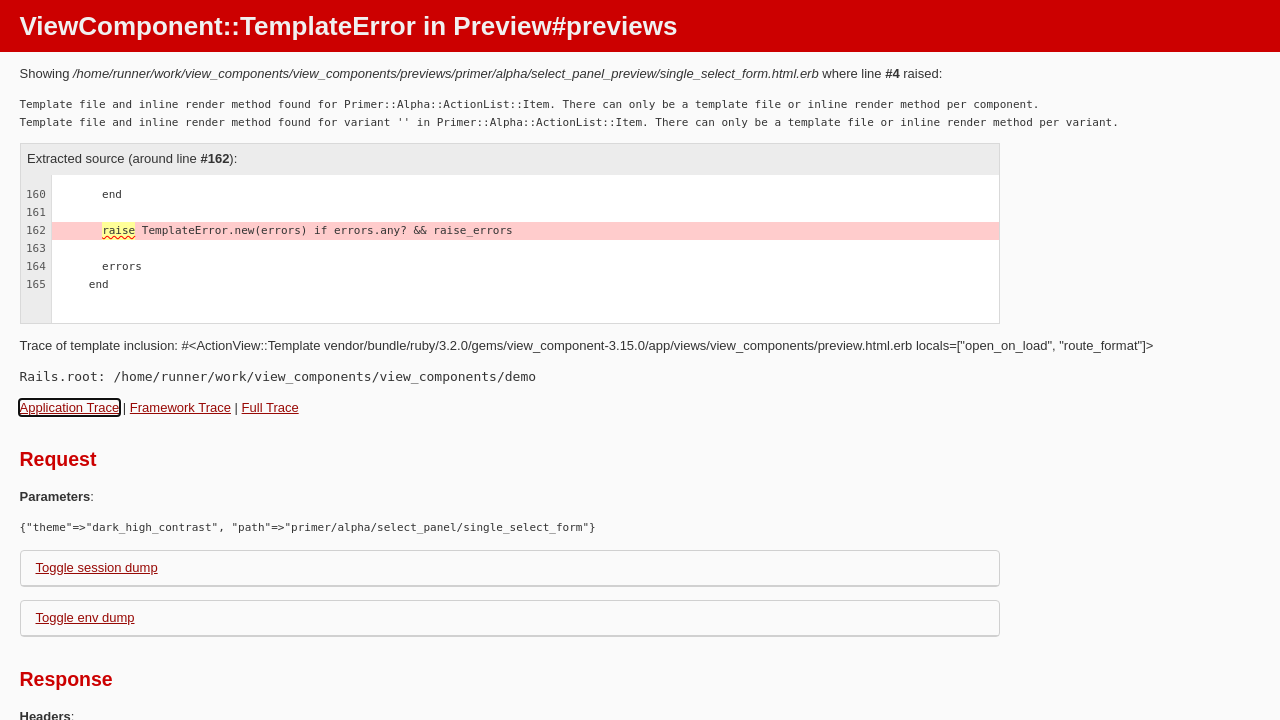 ViewComponent::TemplateError in Preview#previews
Showing /home/runner/work/view_components/view_components/previews/primer/alpha/select_panel_preview/single_select_form.html.erb where line #4 raised:
Template file and inline render method found for Primer::Alpha::ActionList::Item. There can only be a template file or inline render method per component.
Template file and inline render method found for variant '' in Primer::Alpha::ActionList::Item. There can only be a template file or inline render method per variant.
Extracted source (around line #162):
160 end
161
162 raise TemplateError.new(errors) if errors.any? && raise_errors
163
164 errors
165 end
Trace of template inclusion: #<ActionView::Template vendor/bundle/ruby/3.2.0/gems/view_component-3.15.0/app/views/view_components/preview.html.erb locals=["open_on_load", "route_format"]>
Rails.root: /home/runner/work/view_components/view_components/demo
Application Trace | Framework Trace | Full Trace
Request
Parameters:
{"theme"=>"dark_high_contrast", "path"=>"primer/alpha/select_panel/single_select_form"}
Toggle session dump
Toggle env dump
Response
Headers: